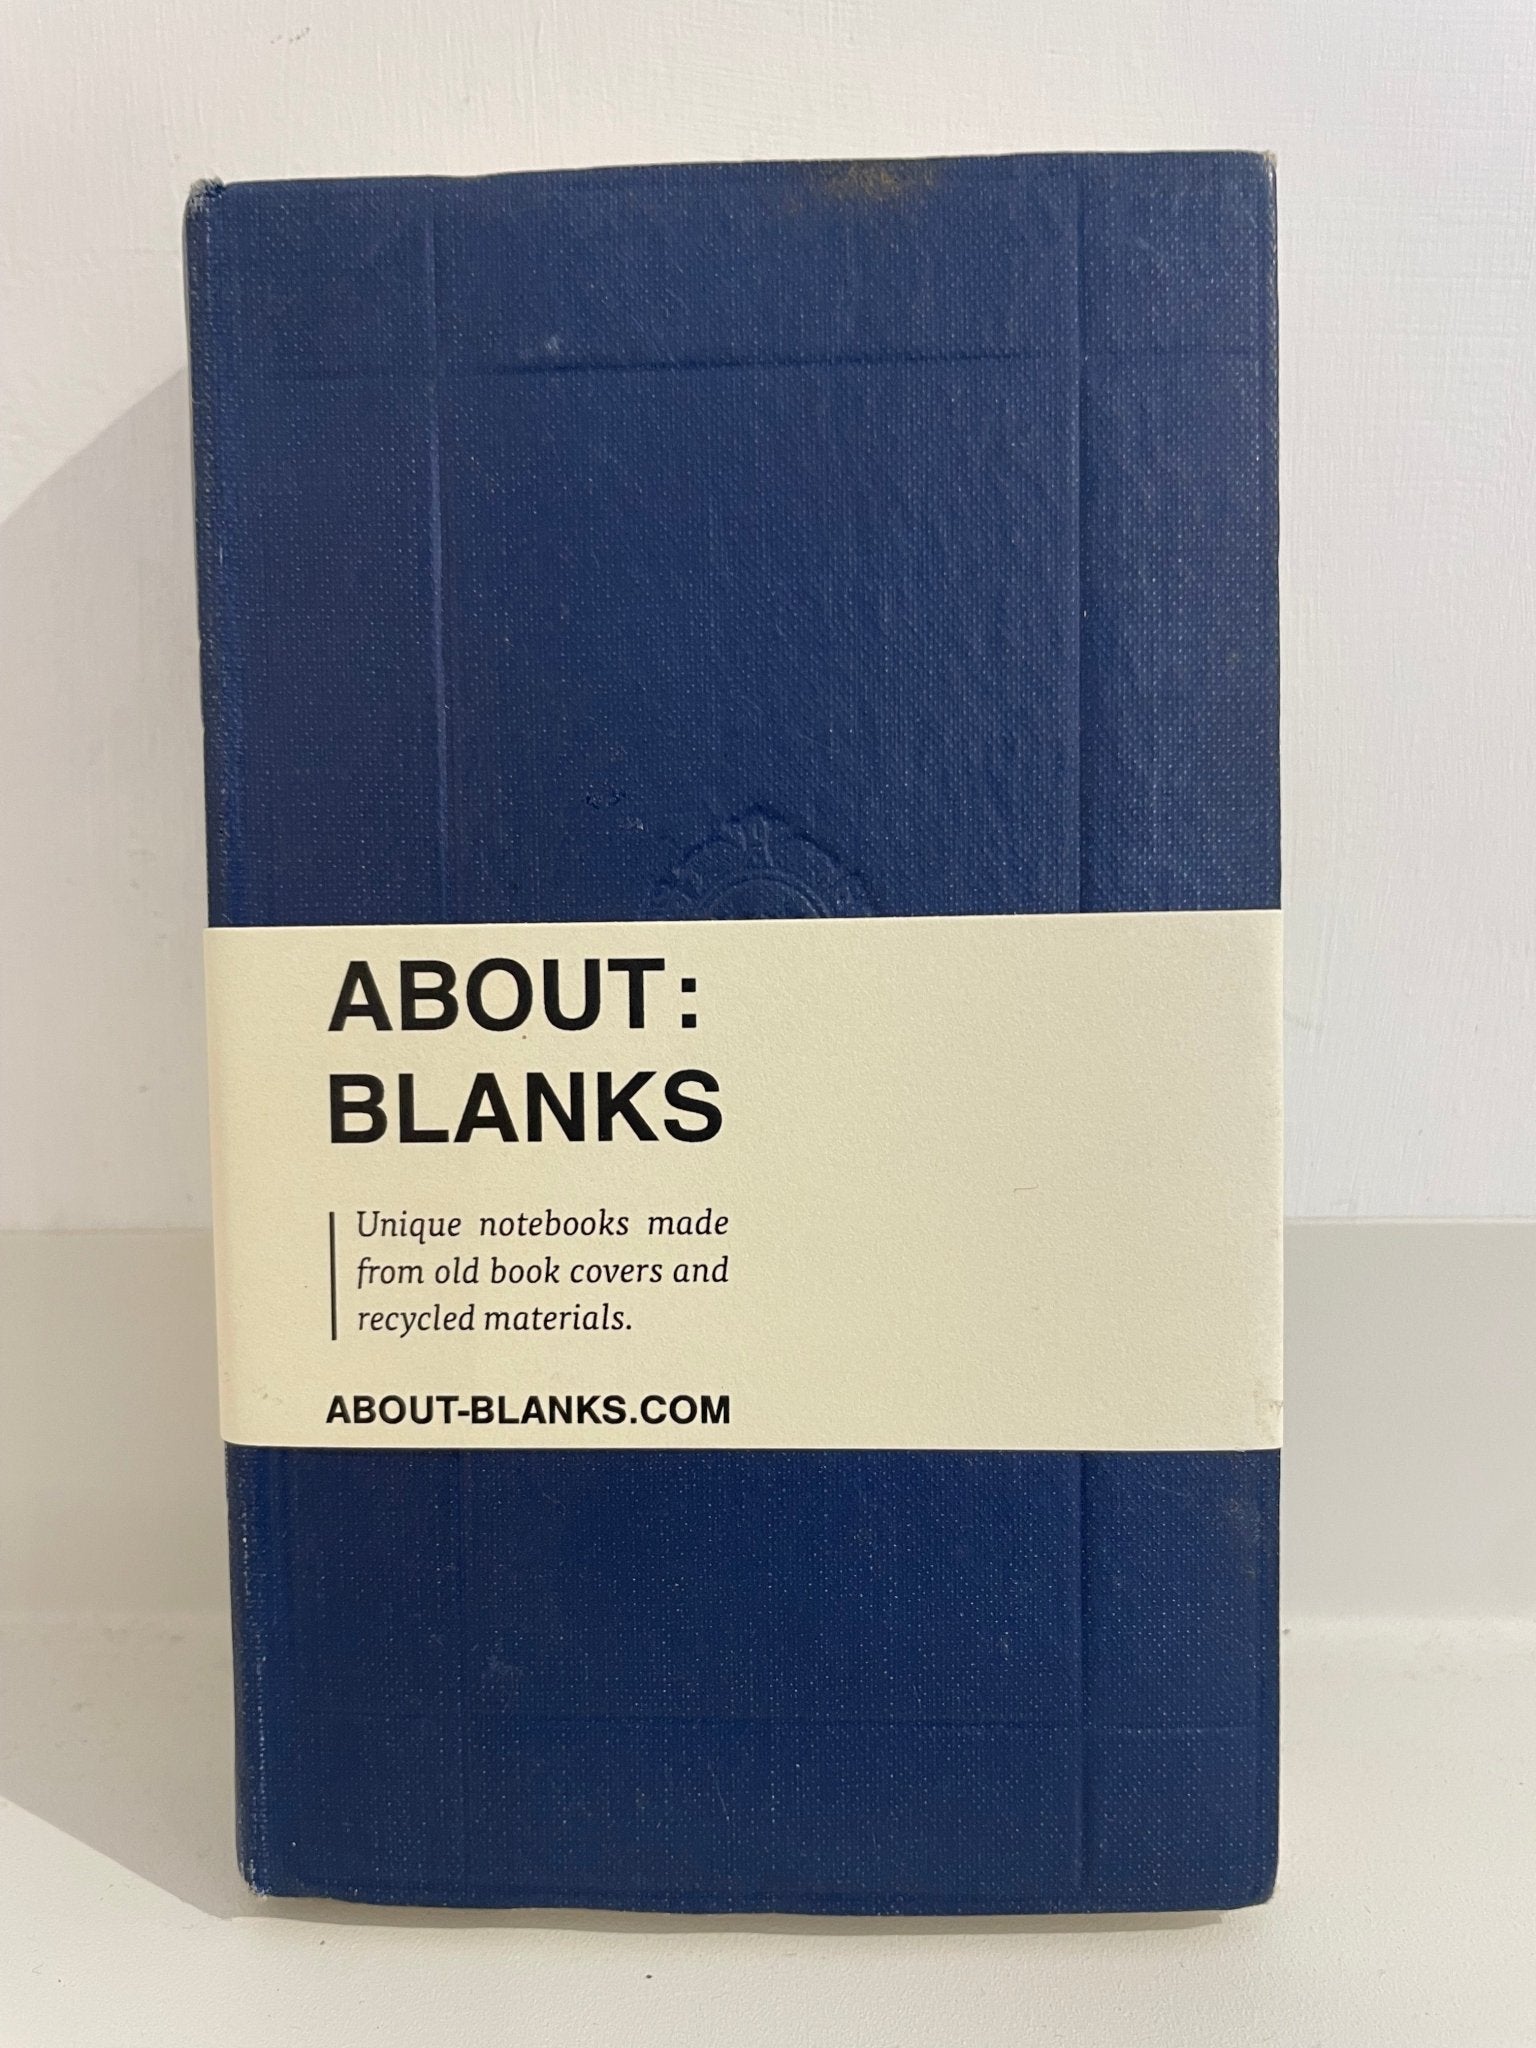 ABOUT:
BLANKS
Unique notebooks made
from old book covers and
recycled materials.
ABOUT-BLANKS.COM